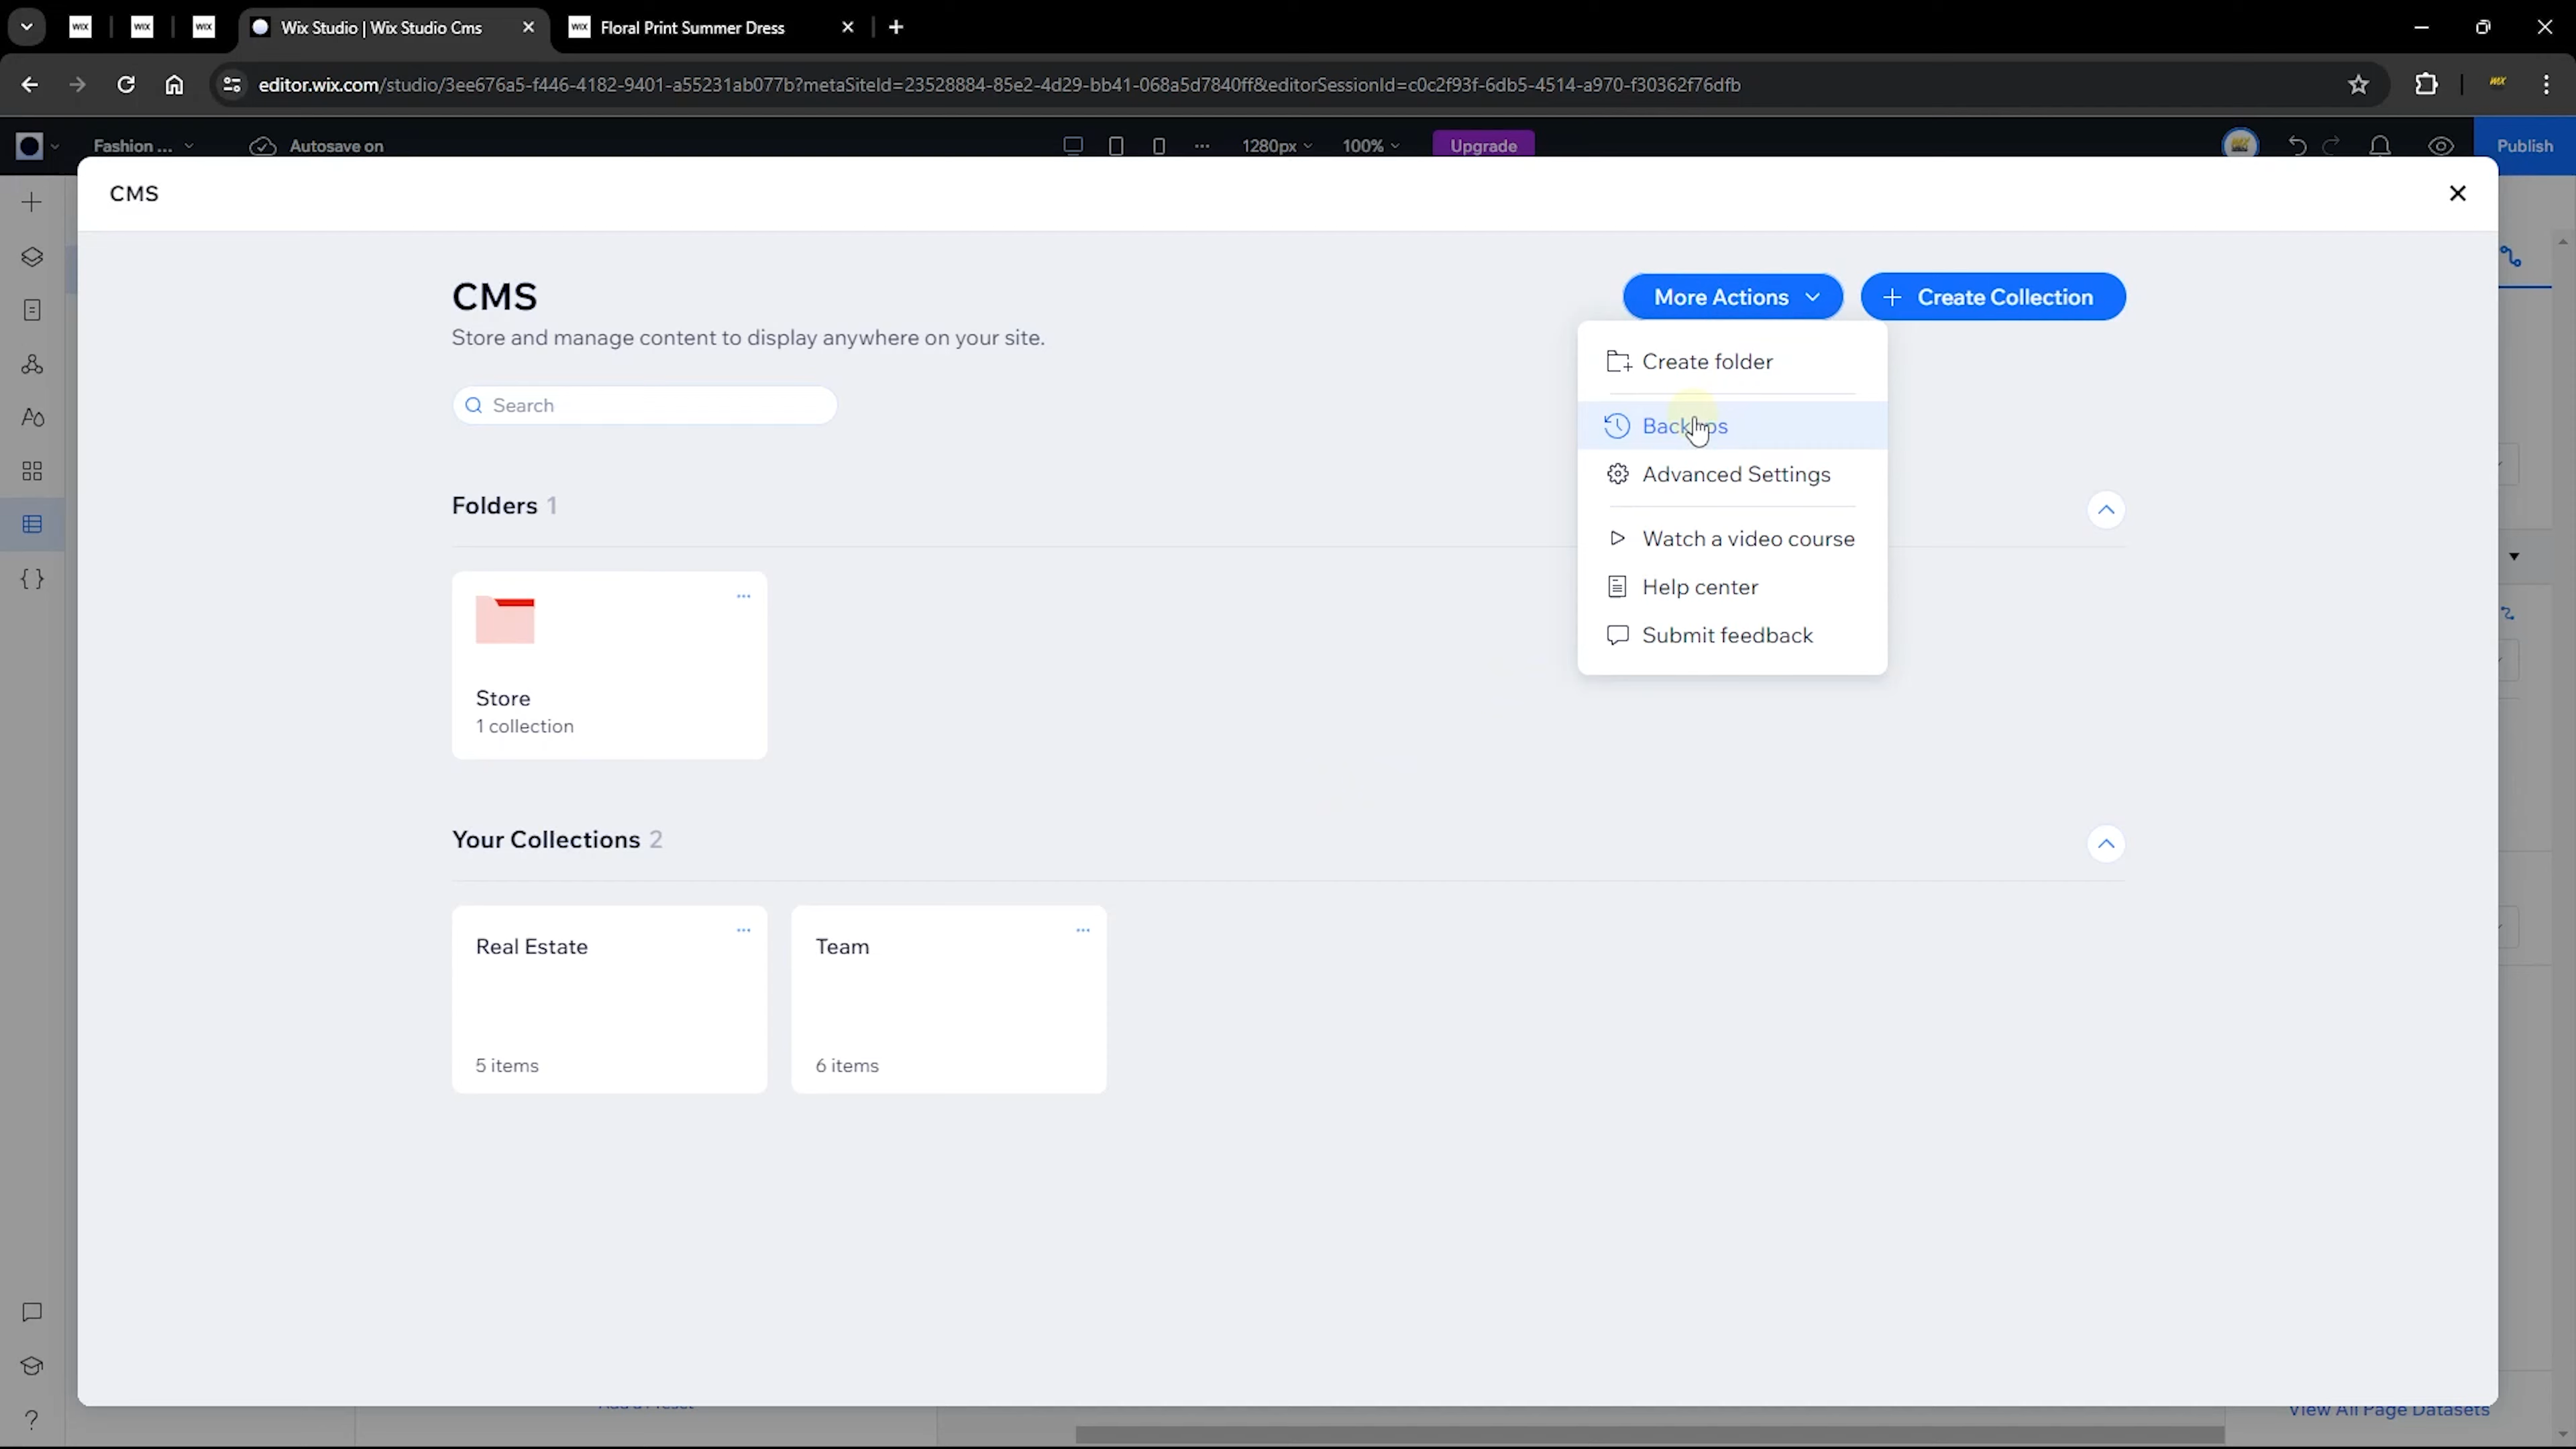 WIX
WIX
WIX
Wix Studio | Wix Studio Cms
WIX
Floral Print Summer Dress
editor.wix.com/studio/3ee676a5-f446-4182-9401-a55231ab077b?metaSiteId=23528884-85e2-4d29-bb41-068a5d7840ff&editorSessionId=c0c2f93f-6db5-4514-a970-f30362f76dfb
Fashion ...
Autosave on
1280px
100%
Upgrade
Publish
CMS
CMS
More Actions
Create Collection
Store and manage content to display anywhere on your site.
Create folder
Search
Advanced Settings
Folders 1
Watch a video course
Help center
Submit feedback
Store
1 collection
Your Collections 2
Real Estate
Team
5 items
6 items
View All Page Datasets